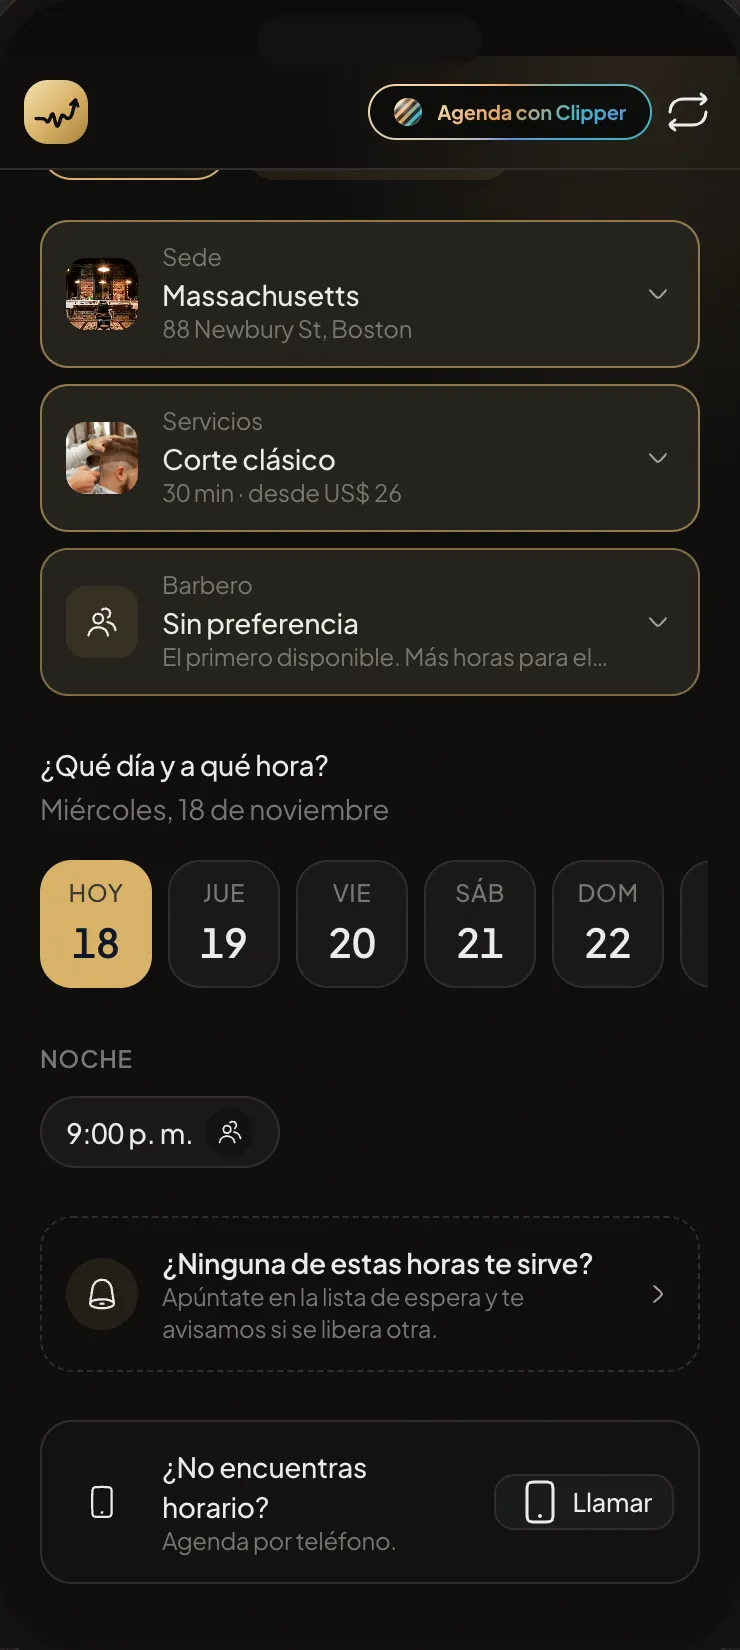 Agenda con Clipper
Sede
Massachusetts
88 Newbury St, Boston
Servicios
Corte clásico
30 min · desde US$ 26
Barbero
Sin preferencia
El primero disponible. Más horas para el...
¿Qué día y a qué hora?
Miércoles, 18 de noviembre
HOY JUE VIE SÁB DOM
18 19 20 21 22
NOCHE
9:00 p. m.
¿Ninguna de estas horas te sirve?
Apúntate en la lista de espera y te
avisamos si se libera otra.
¿No encuentras
horario?
Agenda por teléfono.
Llamar